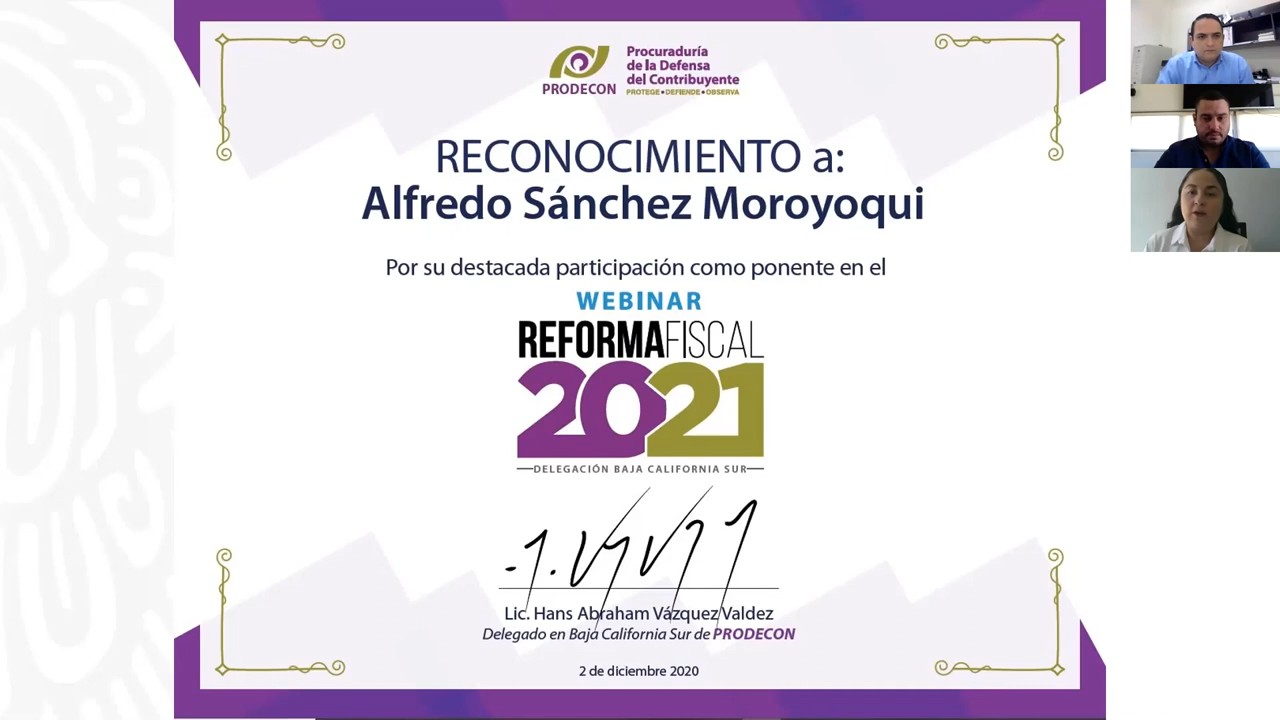 PRODECON
Procuraduría
de la Defensa
del Contribuyente
PROTEGE•DEFIENDE•OBSERVA
RECONOCIMIENTO a:
Alfredo Sánchez Moroyoqui
Por su destacada participación como ponente en el
WEBINAR
REFORMAFISCAL
2021
DELEGACIÓN BAJA CALIFORNIA SUR
Lic. Hans Abraham Vázquez Valdez
Delegado en Baja California Sur de PRODECON
2 de diciembre 2020